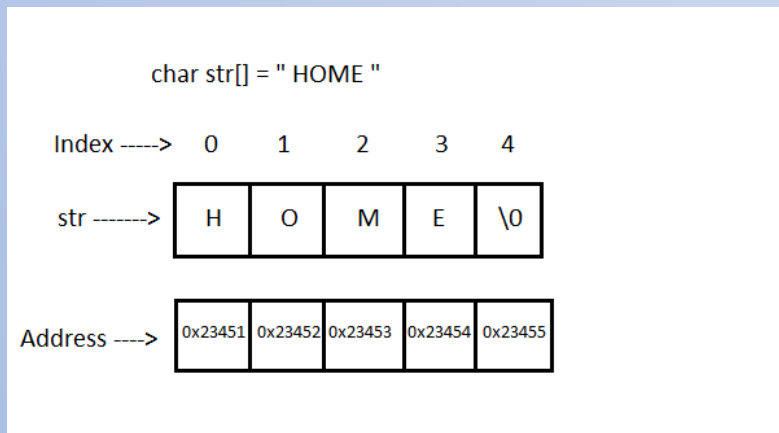 char str[] = " HOME "
Index -----> 0 1 2 3 4
str -------> H O M E \0
Address ----> 0x23451 0x23452 0x23453 0x23454 0x23455